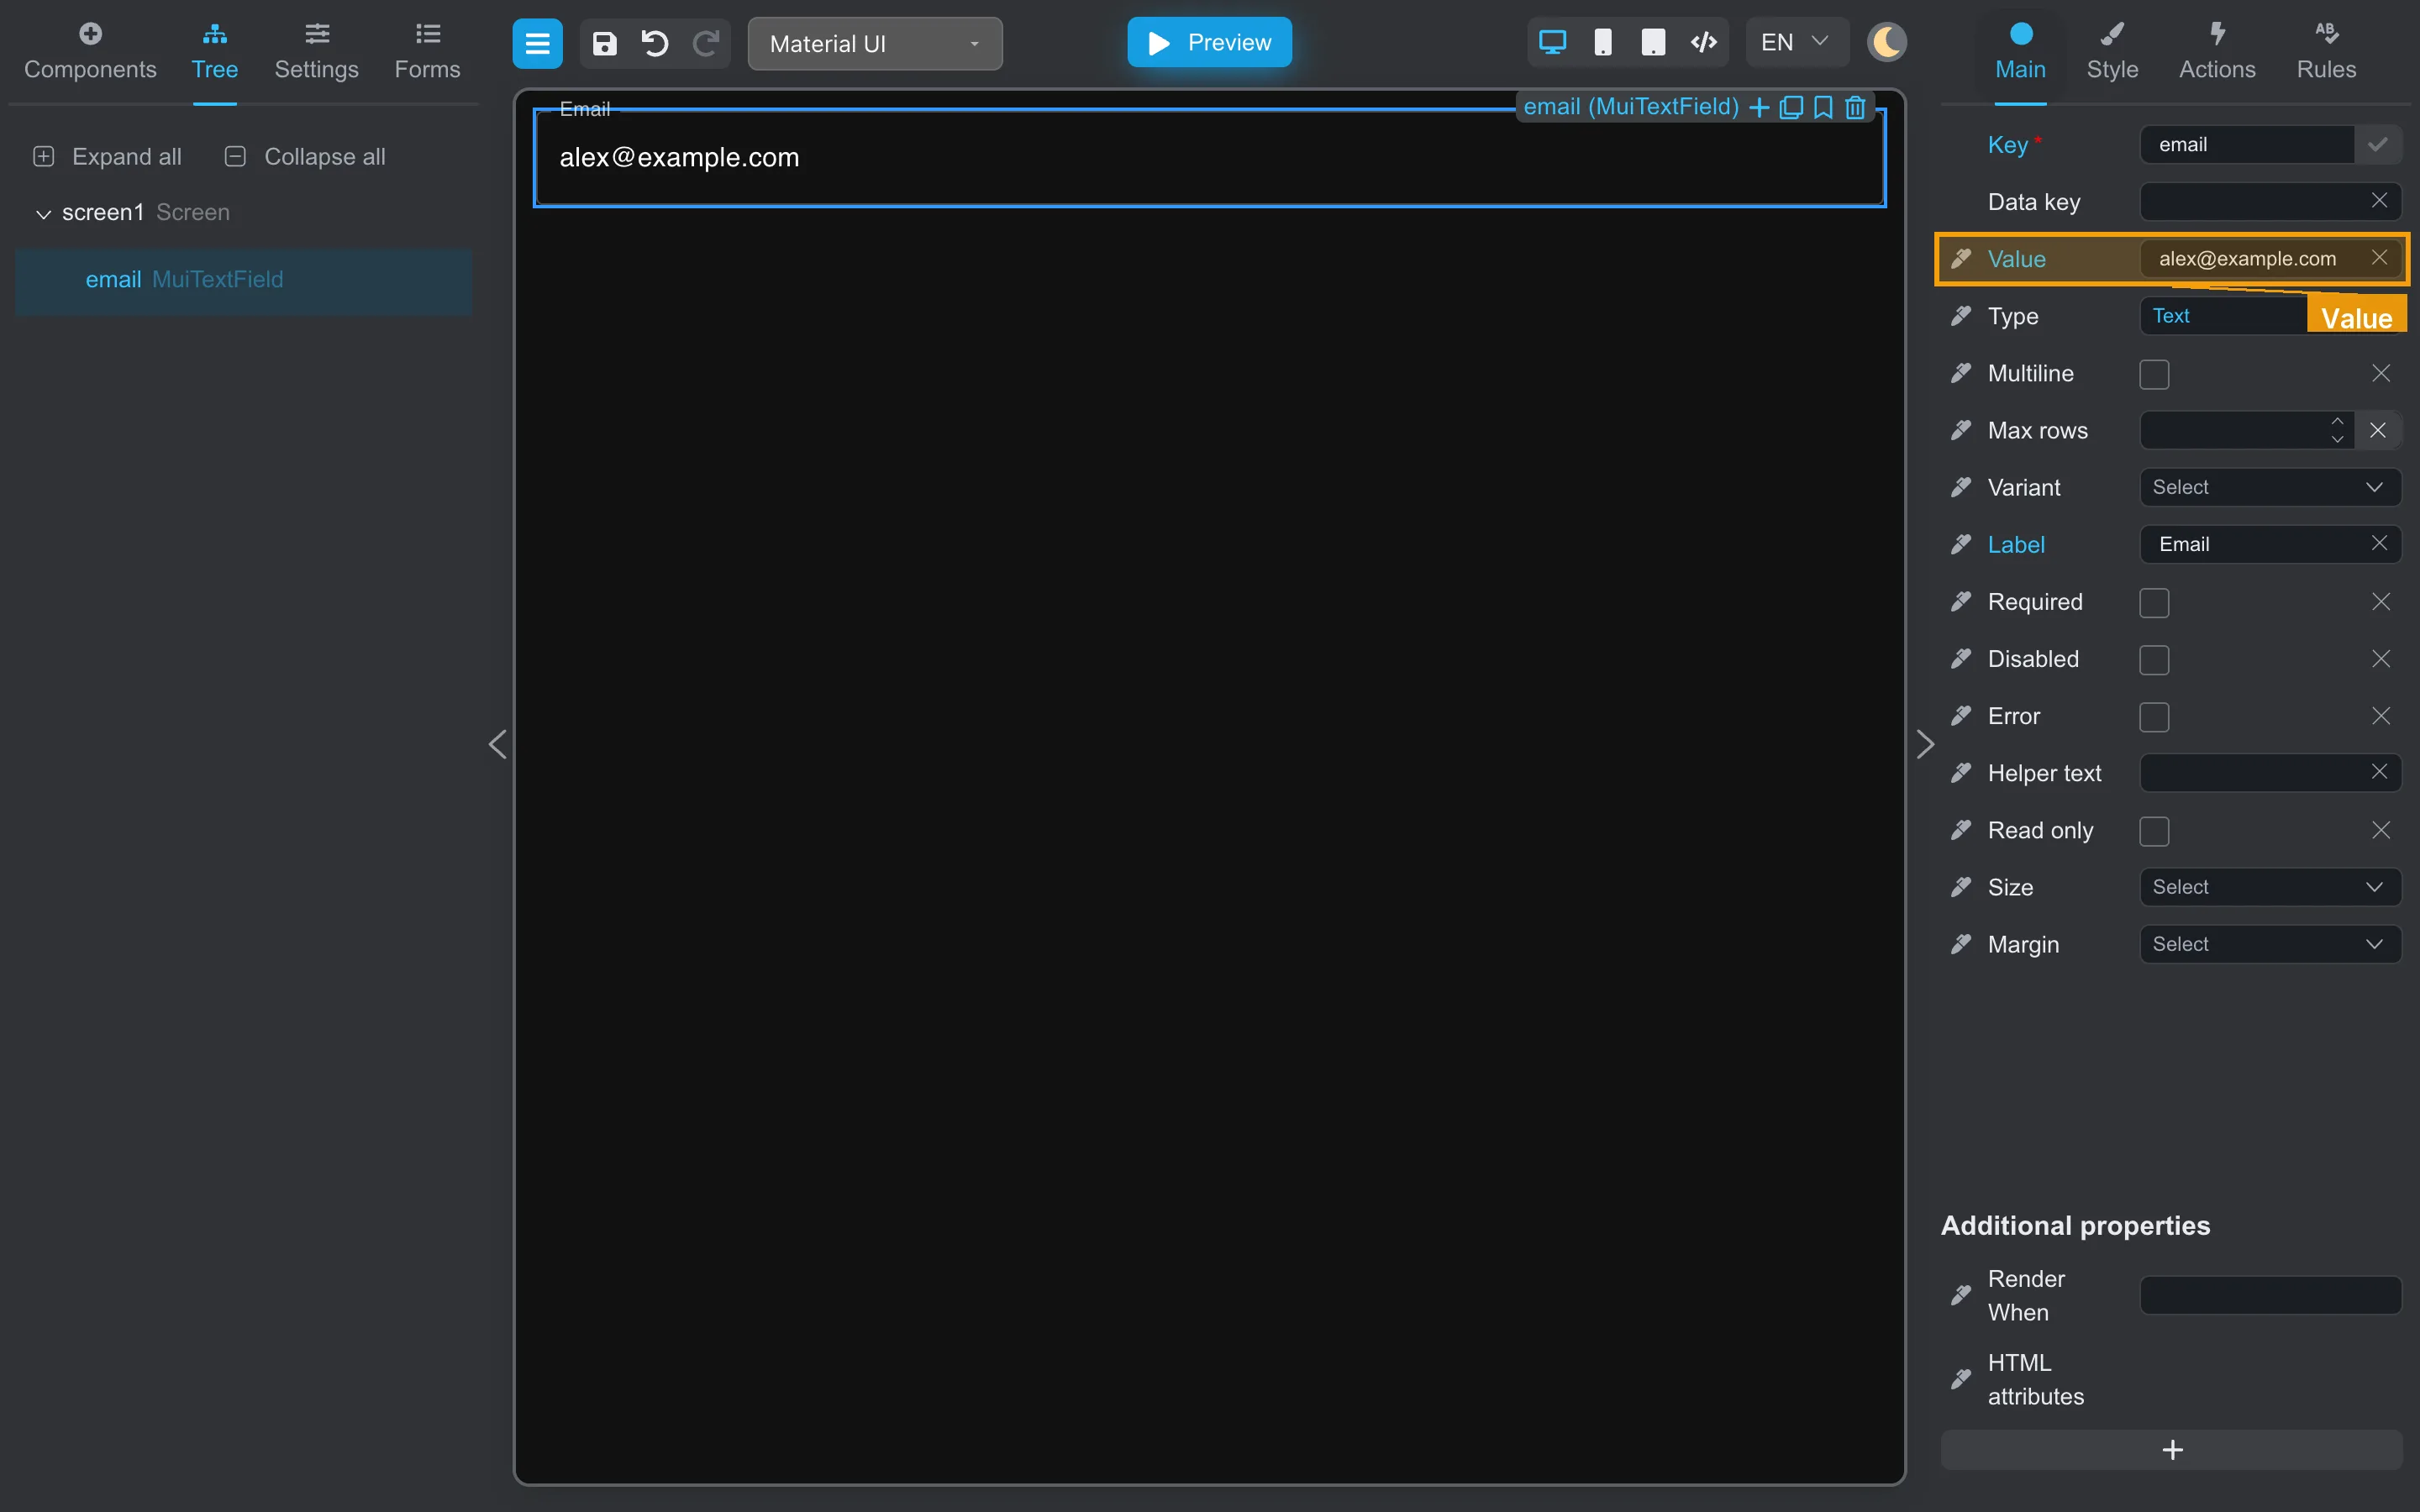 Components
Tree
Settings
Forms
Material UI
Preview
EN
Main
Style
Actions
AB
Rules
Expand all
Collapse all
screen1 Screen
email MuiTextField
Email
email (MuiTextField)
alex@example.com
Key *
email
Data key
Value
alex@example.com
Type
Text
Value
Multiline
Max rows
Variant
Select
Label
Email
Required
Disabled
Error
Helper text
Read only
Size
Select
Margin
Select
Additional properties
Render
When
HTML
attributes